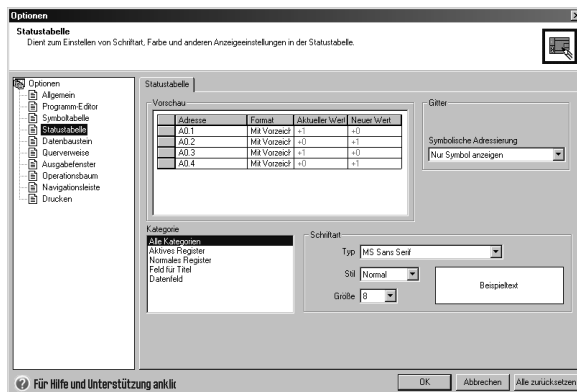 Optionen
Statustabelle
Dient zum Einstellen von Schriftart, Farbe und anderen Anzeigeeinstellungen in der Statustabelle.
Optionen
Allgemein
Programm-Editor
Symboltabelle
Statustabelle
Datenbaustein
Querverweise
Ausgabefenster
Operationsbaum
Navigationsleiste
Drucken
Statustabelle
Vorschau
Adresse Format Aktueller Wert Neuer Wert
A0.1 Mit Vorzeich +1 +0
A0.2 Mit Vorzeich +0 +1
A0.3 Mit Vorzeich +1 +0
A0.4 Mit Vorzeich +0 +1
Gitter
Symbolische Adressierung
Nur Symbol anzeigen
Kategorie
Alle Kategorien
Aktives Register
Normales Register
Feld für Titel
Datenfeld
Schriftart
Typ MS Sans Serif
Stil Normal
Größe 8
Beispieltext
Für Hilfe und Unterstützung anklic
OK Abbrechen Alle zurücksetzen